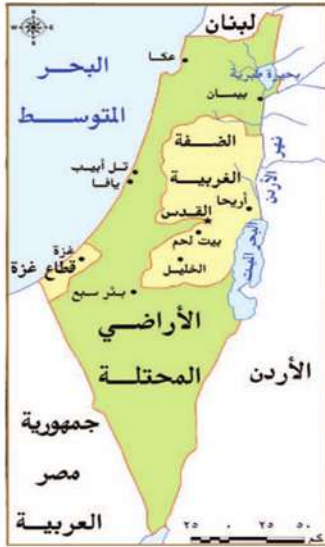 لبنان
عكا
البحر
المتوسط
بحيرة طبرية
بيسان
الضفة
الغربية
نهر الأردن
تل أبيب
يافا
أريحا
القدس
بيت لحم
البحر الميت
غزة
قطاع غزة
الخليل
بئر سبع
الأراضي
المحتلة
الأردن
جمهورية
مصر
العربية
٢٥ ٠ ٢٥ ٥٠
كم